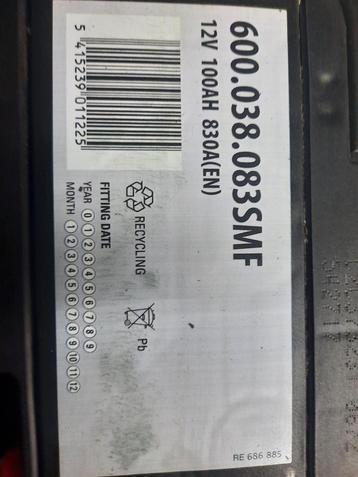 600.038.083SMF
12V 100AH 830A(EN)
5 415239 011225
RECYCLING
Pb
FITTING DATE
YEAR 0 1 2 3 4 5 6 7 8 9
MONTH 1 2 3 4 5 6 7 8 9 10 11 12
RE 686 885